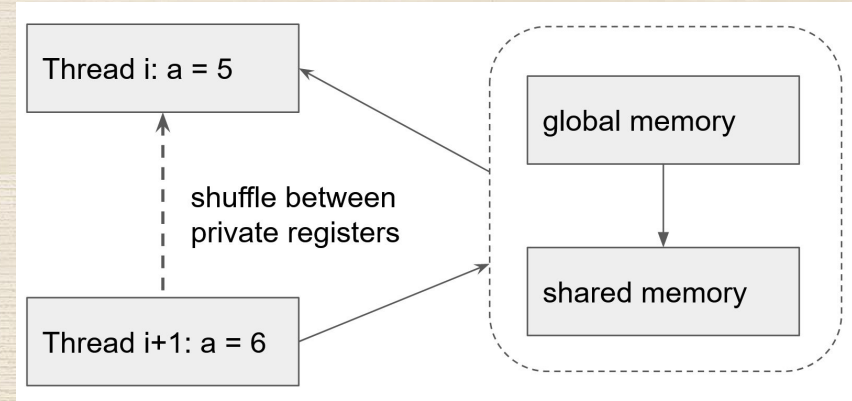 Thread i: a = 5
global memory
shuffle between
private registers
shared memory
Thread i+1: a = 6